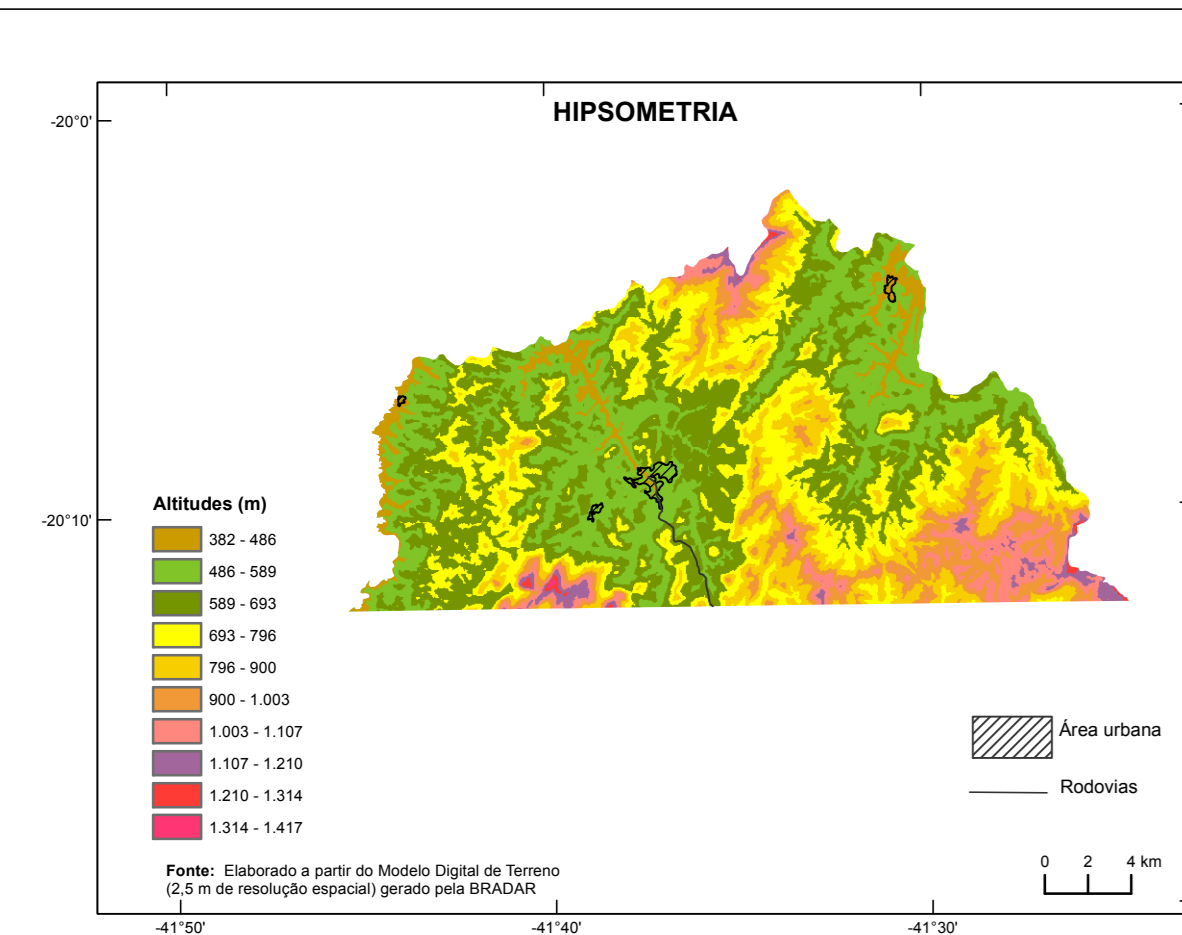 HIPSOMETRIA
-20°0'
-20°10'
Altitudes (m)
382 - 486
486 - 589
589 - 693
693 - 796
796 - 900
900 - 1.003
1.003 - 1.107
1.107 - 1.210
1.210 - 1.314
1.314 - 1.417
Área urbana
Rodovias
Fonte: Elaborado a partir do Modelo Digital de Terreno
(2,5 m de resolução espacial) gerado pela BRADAR
0 2 4 km
-41°50' -41°40' -41°30'